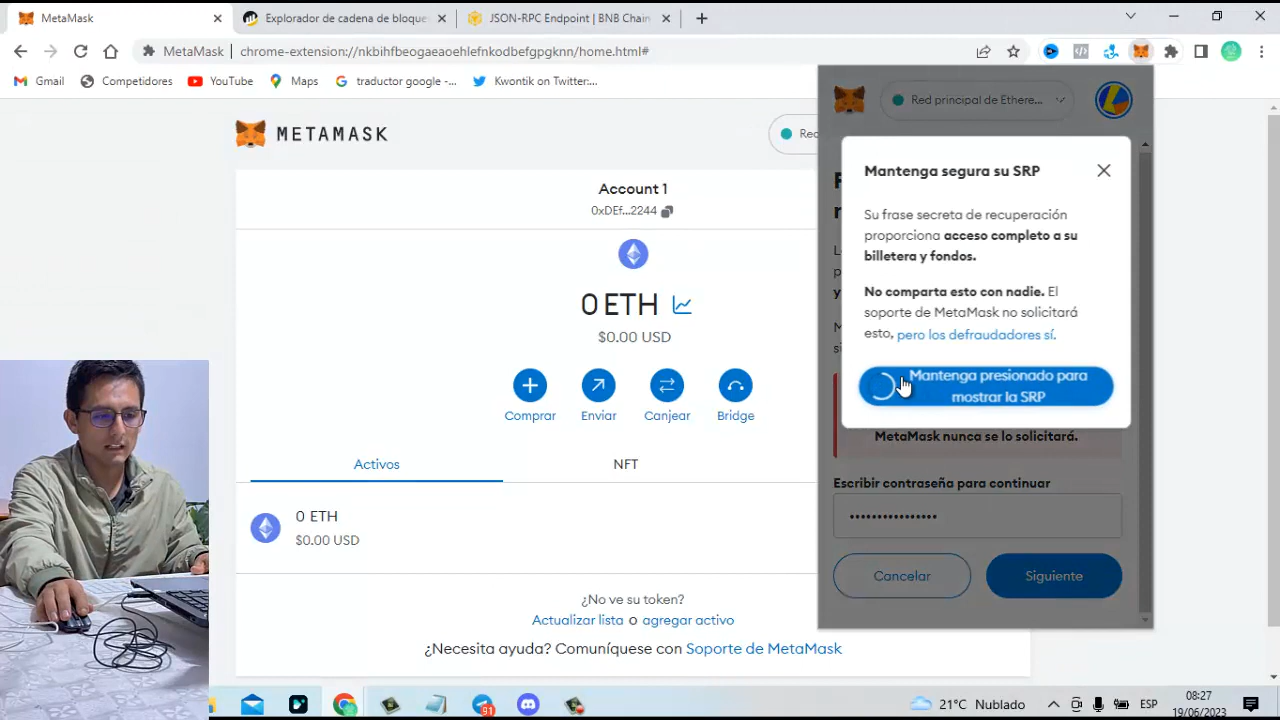 MetaMask
Explorador de cadena de bloque
JSON-RPC Endpoint | BNB Chain
MetaMask
chrome-extension://nkbihfbeogaeaoehlefnkodbefgpgknn/home.html#
Gmail
Competidores
YouTube
Maps
traductor google -...
Kwontik on Twitter:...
METAMASK
Red
Red principal de Ethere...
Account 1
0xDEf...2244
0 ETH
$0.00 USD
Comprar
Enviar
Canjear
Bridge
Activos
NFT
0 ETH
$0.00 USD
¿No ve su token?
Actualizar lista o agregar activo
¿Necesita ayuda? Comuníquese con Soporte de MetaMask
Mantenga segura su SRP
Su frase secreta de recuperación
proporciona acceso completo a su
billetera y fondos.
No comparta esto con nadie. El
soporte de MetaMask no solicitará
esto, pero los defraudadores sí.
Mantenga presionado para
mostrar la SRP
MetaMask nunca se lo solicitará.
Escribir contraseña para continuar
••••••••••••••••
Cancelar
Siguiente
91
21°C Nublado
ESP
08:27
19/06/2023